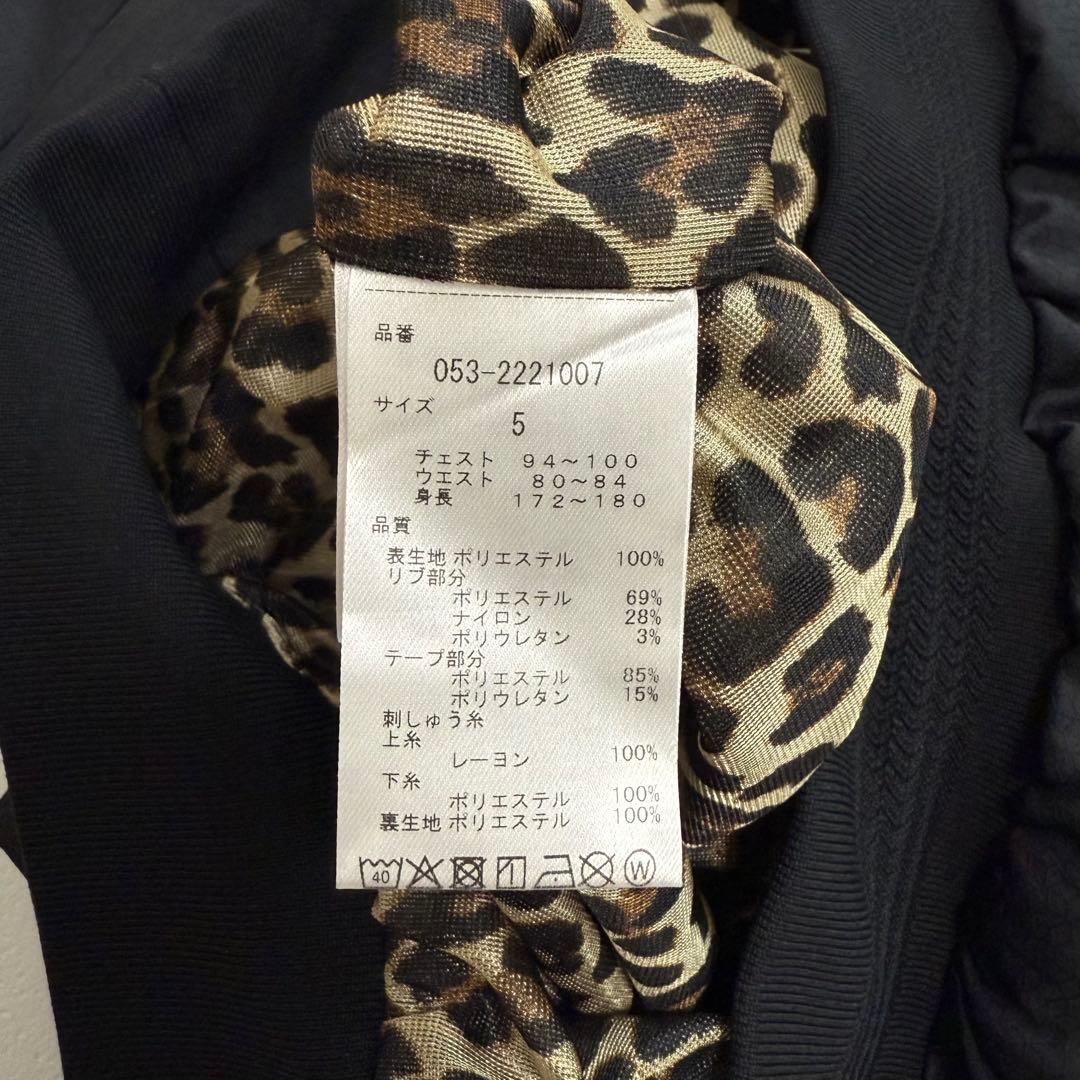 品番
053-2221007
サイズ
5
チェスト 94～100
ウエスト 80～84
身長 172～180
品質
表生地 ポリエステル 100%
リブ部分
ポリエステル 69%
ナイロン 28%
ポリウレタン 3%
テープ部分
ポリエステル 85%
ポリウレタン 15%
刺しゅう糸
上糸
レーヨン 100%
下糸
ポリエステル 100%
裏生地 ポリエステル 100%
40 W